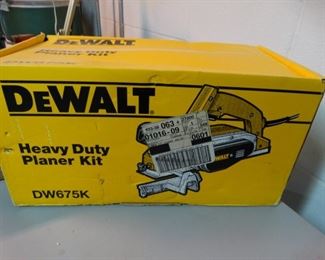 Heavy Duty
Planer Kit
DEWALT
Heavy Duty
Planer Kit
DW675K
063
01016-09
0601
DEWALT